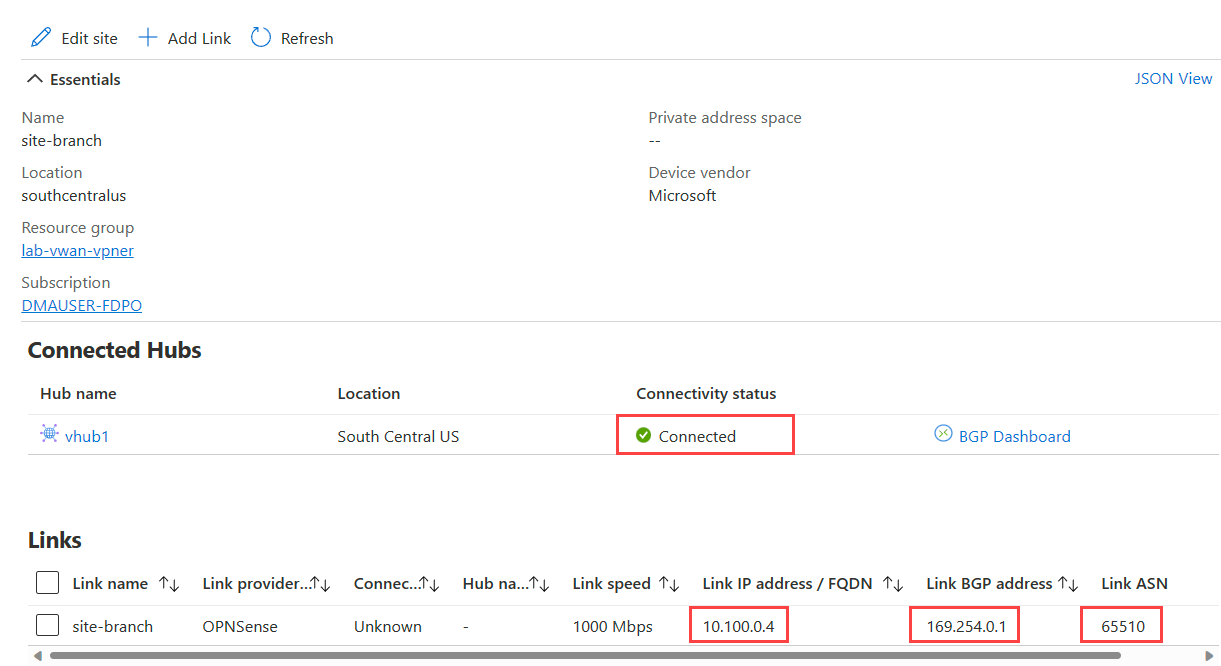 Edit site Add Link Refresh
Essentials JSON View
Name Private address space
site-branch --
Location Device vendor
southcentralus Microsoft
Resource group
lab-vwan-vpner
Subscription
DMAUSER-FDPO
Connected Hubs
Hub name Location Connectivity status
vhub1 South Central US Connected BGP Dashboard
Links
Link name Link provider... Connec... Hub na... Link speed Link IP address / FQDN Link BGP address Link ASN
site-branch OPNSense Unknown - 1000 Mbps 10.100.0.4 169.254.0.1 65510